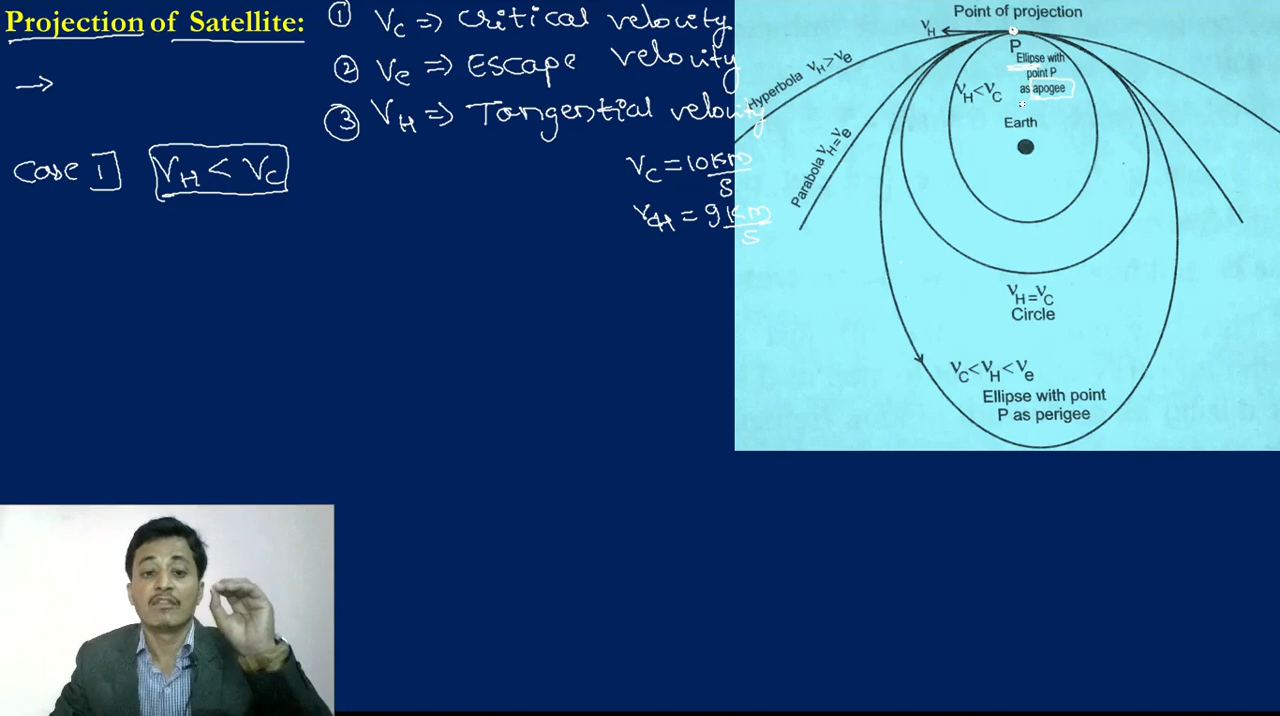 Projection of Satellite:
① Vc => Critical velocity
② Ve => Escape velocity
③ VH => Tangential velocity
→
Case 1] VH < Vc
Vc = 10 Km/s
VH = 9 Km/s
Point of projection
VH
P
Ellipse with
point P
as apogee
VH<VC
Earth
Hyperbola VH>Ve
Parabola VH=Ve
VH=VC
Circle
VC<VH<Ve
Ellipse with point
P as perigee